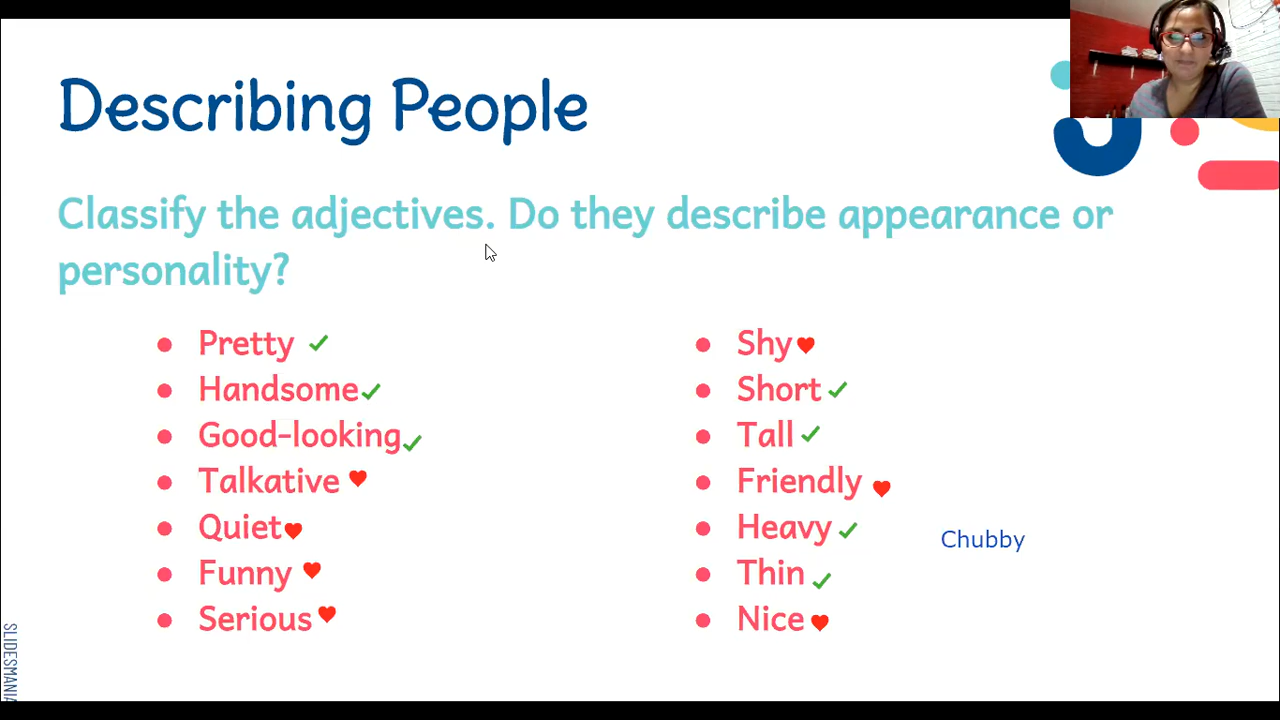 Describing People
Classify the adjectives. Do they describe appearance or
personality?
Pretty
Handsome
Good-looking
Talkative
Quiet
Funny
Serious
Shy
Short
Tall
Friendly
Heavy
Thin
Nice
Chubby
SLIDESMANIA